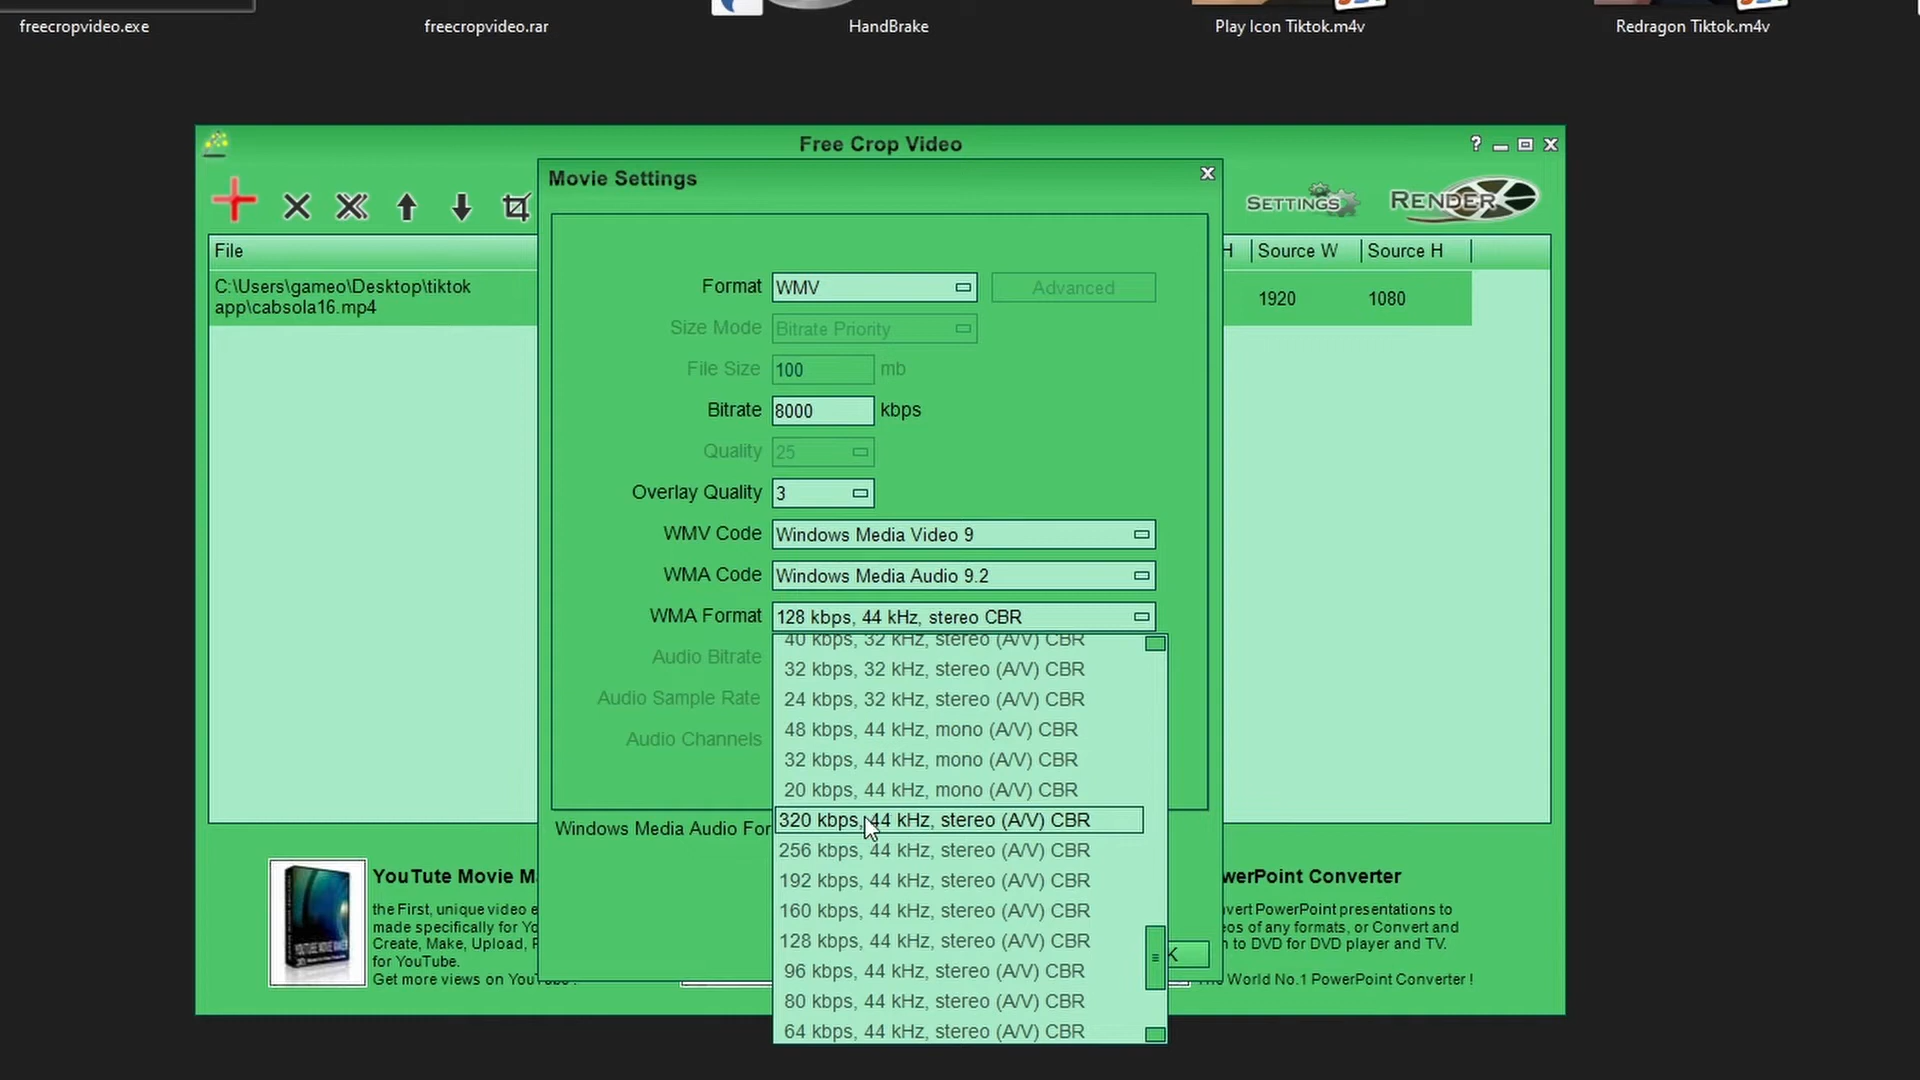 freecropvideo.exe
freecropvideo.rar
HandBrake
Play Icon Tiktok.m4v
Redragon Tiktok.m4v
Free Crop Video
?
Movie Settings
SETTINGS
RENDER
File
H
Source W
Source H
C:\Users\gameo\Desktop\tiktok
app\cabsola16.mp4
1920
1080
Format
WMV
Advanced
Size Mode
Bitrate Priority
File Size
100
mb
Bitrate
8000
kbps
Quality
25
Overlay Quality
3
WMV Code
Windows Media Video 9
WMA Code
Windows Media Audio 9.2
WMA Format
128 kbps, 44 kHz, stereo CBR
Audio Bitrate
Audio Sample Rate
Audio Channels
40 kbps, 32 kHz, stereo (A/V) CBR
32 kbps, 32 kHz, stereo (A/V) CBR
24 kbps, 32 kHz, stereo (A/V) CBR
48 kbps, 44 kHz, mono (A/V) CBR
32 kbps, 44 kHz, mono (A/V) CBR
20 kbps, 44 kHz, mono (A/V) CBR
320 kbps, 44 kHz, stereo (A/V) CBR
256 kbps, 44 kHz, stereo (A/V) CBR
192 kbps, 44 kHz, stereo (A/V) CBR
160 kbps, 44 kHz, stereo (A/V) CBR
128 kbps, 44 kHz, stereo (A/V) CBR
96 kbps, 44 kHz, stereo (A/V) CBR
80 kbps, 44 kHz, stereo (A/V) CBR
64 kbps, 44 kHz, stereo (A/V) CBR
Windows Media Audio For
K
YouTute Movie M
the First, unique video e
made specifically for Yo
Create, Make, Upload,
for YouTube.
Get more views on YouTube !
werPoint Converter
nvert PowerPoint presentations to
eos of any formats, or Convert and
n to DVD for DVD player and TV.
The World No.1 PowerPoint Converter !